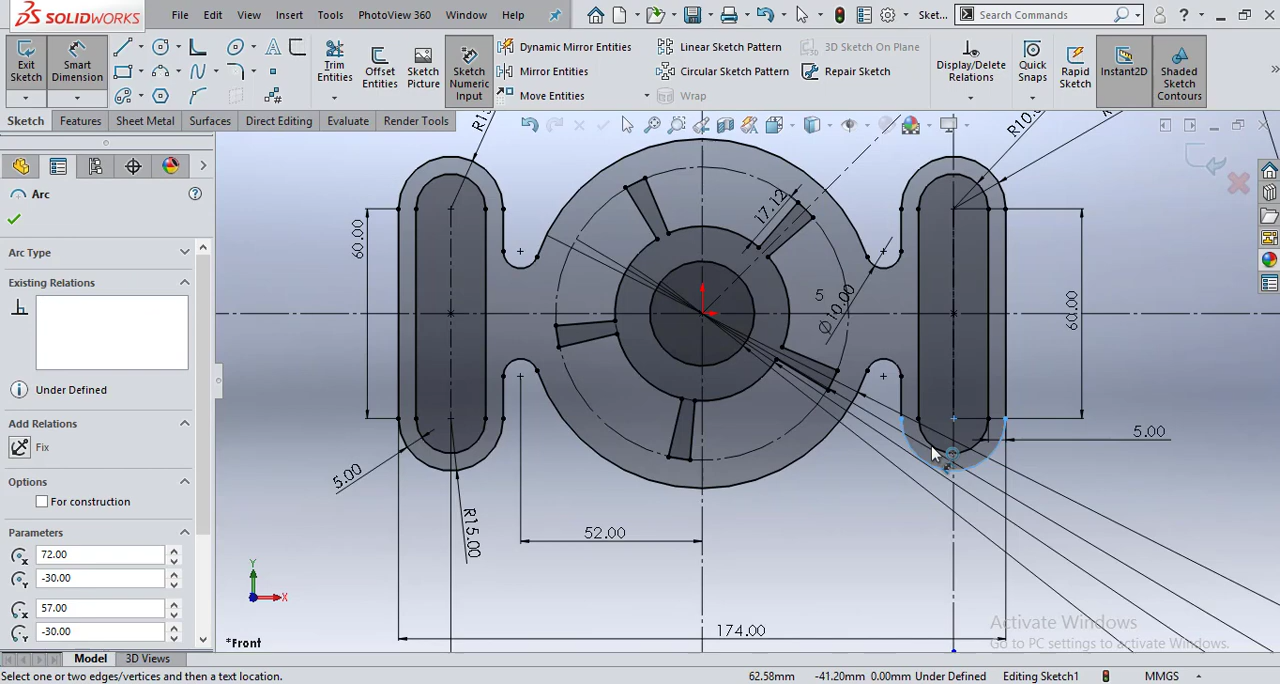 SOLIDWORKS File Edit View Insert Tools PhotoView 360 Window Help Sket... Search Commands ?
Exit Sketch Smart Dimension Trim Entities Offset Entities Sketch Picture Sketch Numeric Input Dynamic Mirror Entities Mirror Entities Move Entities Linear Sketch Pattern Circular Sketch Pattern Wrap 3D Sketch On Plane Repair Sketch Display/Delete Relations Quick Snaps Rapid Sketch Instant2D Shaded Sketch Contours
Sketch Features Sheet Metal Surfaces Direct Editing Evaluate Render Tools
Arc
Arc Type
Existing Relations
Under Defined
Add Relations
Fix
Options
For construction
Parameters
72.00
-30.00
57.00
-30.00
60.00
17.12
5
Ø10.00
60.00
5.00
5.00
R15.00
52.00
174.00
Y
X
*Front
Activate Windows
Go to PC settings to activate Windows.
Model 3D Views
Select one or two edges/vertices and then a text location. 62.58mm -41.20mm 0.00mm Under Defined Editing Sketch1 MMGS